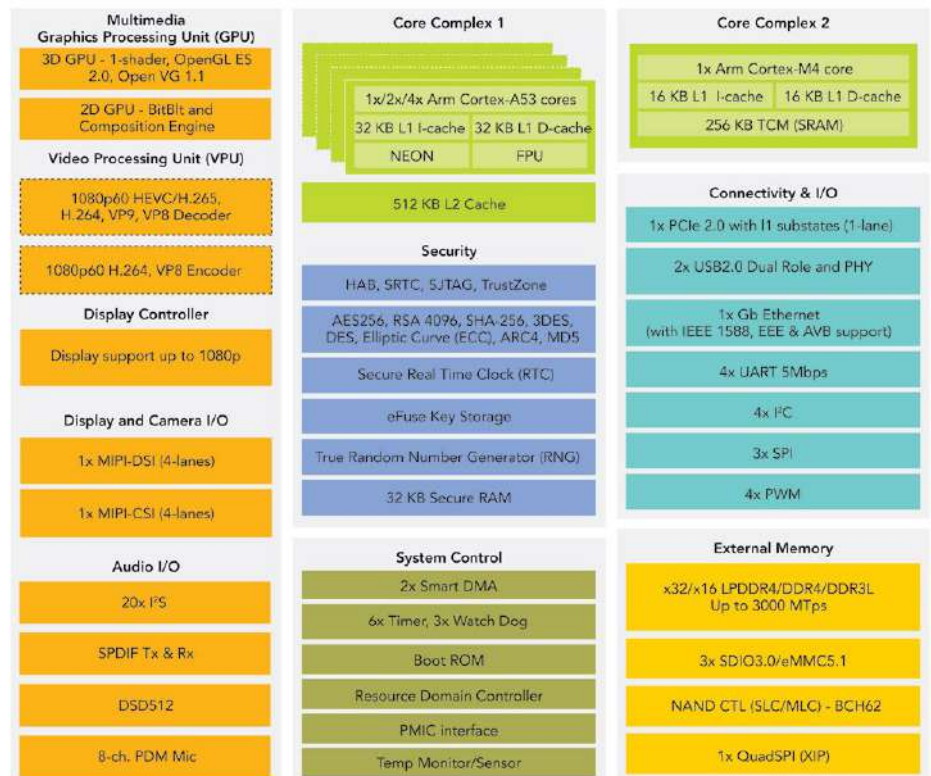 Multimedia
Graphics Processing Unit (GPU)
3D GPU - 1-shader, OpenGL ES
2.0, Open VG 1.1
2D GPU - BitBlt and
Composition Engine
Video Processing Unit (VPU)
1080p60 HEVC/H.265,
H.264, VP9, VP8 Decoder
1080p60 H.264, VP8 Encoder
Display Controller
Display support up to 1080p
Display and Camera I/O
1x MIPI-DSI (4-lanes)
1x MIPI-CSI (4-lanes)
Audio I/O
20x I²S
SPDIF Tx & Rx
DSD512
8-ch. PDM Mic
Core Complex 1
1x/2x/4x Arm Cortex-A53 cores
32 KB L1 I-cache
32 KB L1 D-cache
NEON
FPU
512 KB L2 Cache
Security
HAB, SRTC, SJTAG, TrustZone
AES256, RSA 4096, SHA-256, 3DES,
DES, Elliptic Curve (ECC), ARC4, MD5
Secure Real Time Clock (RTC)
eFuse Key Storage
True Random Number Generator (RNG)
32 KB Secure RAM
System Control
2x Smart DMA
6x Timer, 3x Watch Dog
Boot ROM
Resource Domain Controller
PMIC interface
Temp Monitor/Sensor
Core Complex 2
1x Arm Cortex-M4 core
16 KB L1 I-cache
16 KB L1 D-cache
256 KB TCM (SRAM)
Connectivity & I/O
1x PCIe 2.0 with l1 substates (1-lane)
2x USB2.0 Dual Role and PHY
1x Gb Ethernet
(with IEEE 1588, EEE & AVB support)
4x UART 5Mbps
4x I²C
3x SPI
4x PWM
External Memory
x32/x16 LPDDR4/DDR4/DDR3L
Up to 3000 MTps
3x SDIO3.0/eMMC5.1
NAND CTL (SLC/MLC) - BCH62
1x QuadSPI (XIP)